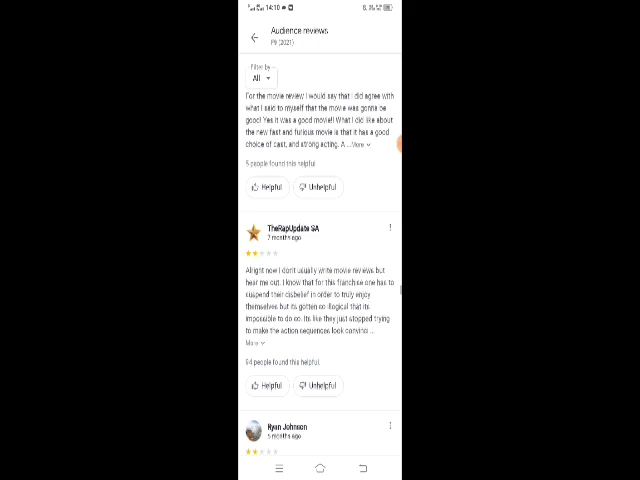 14:10
Audience reviews
F9 (2021)
Filter by
All
For the movie review I would say that I did agree with
what I said to myself that the movie was gonna be
good! Yes it was a good movie!! What I did like about
the new fast and furious movie is that it has a good
choice of cast, and strong acting. A ...More
5 people found this helpful
Helpful Unhelpful
TheRapUpdate SA
7 months ago
Alright now I don't usually write movie reviews but
hear me out. I know that for this franchise one has to
suspend their disbelief in order to truly enjoy
themselves but its gotten so illogical that its
impossible to do so. Its like they just stopped trying
to make the action sequences look convinci ...
More
94 people found this helpful
Helpful Unhelpful
Ryan Johnson
5 months ago